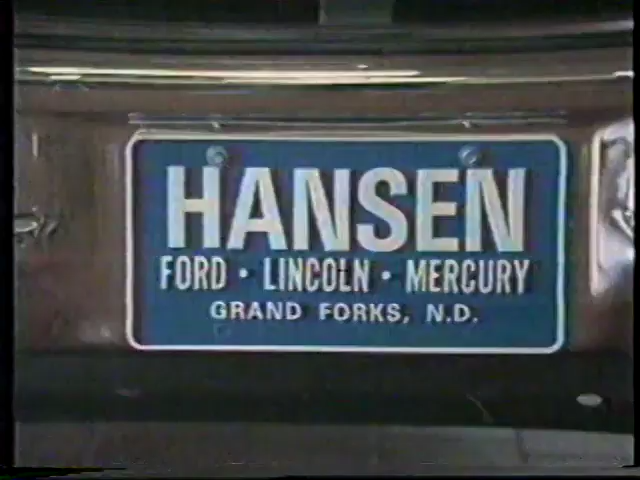 HANSEN
FORD · LINCOLN · MERCURY
GRAND FORKS, N.D.